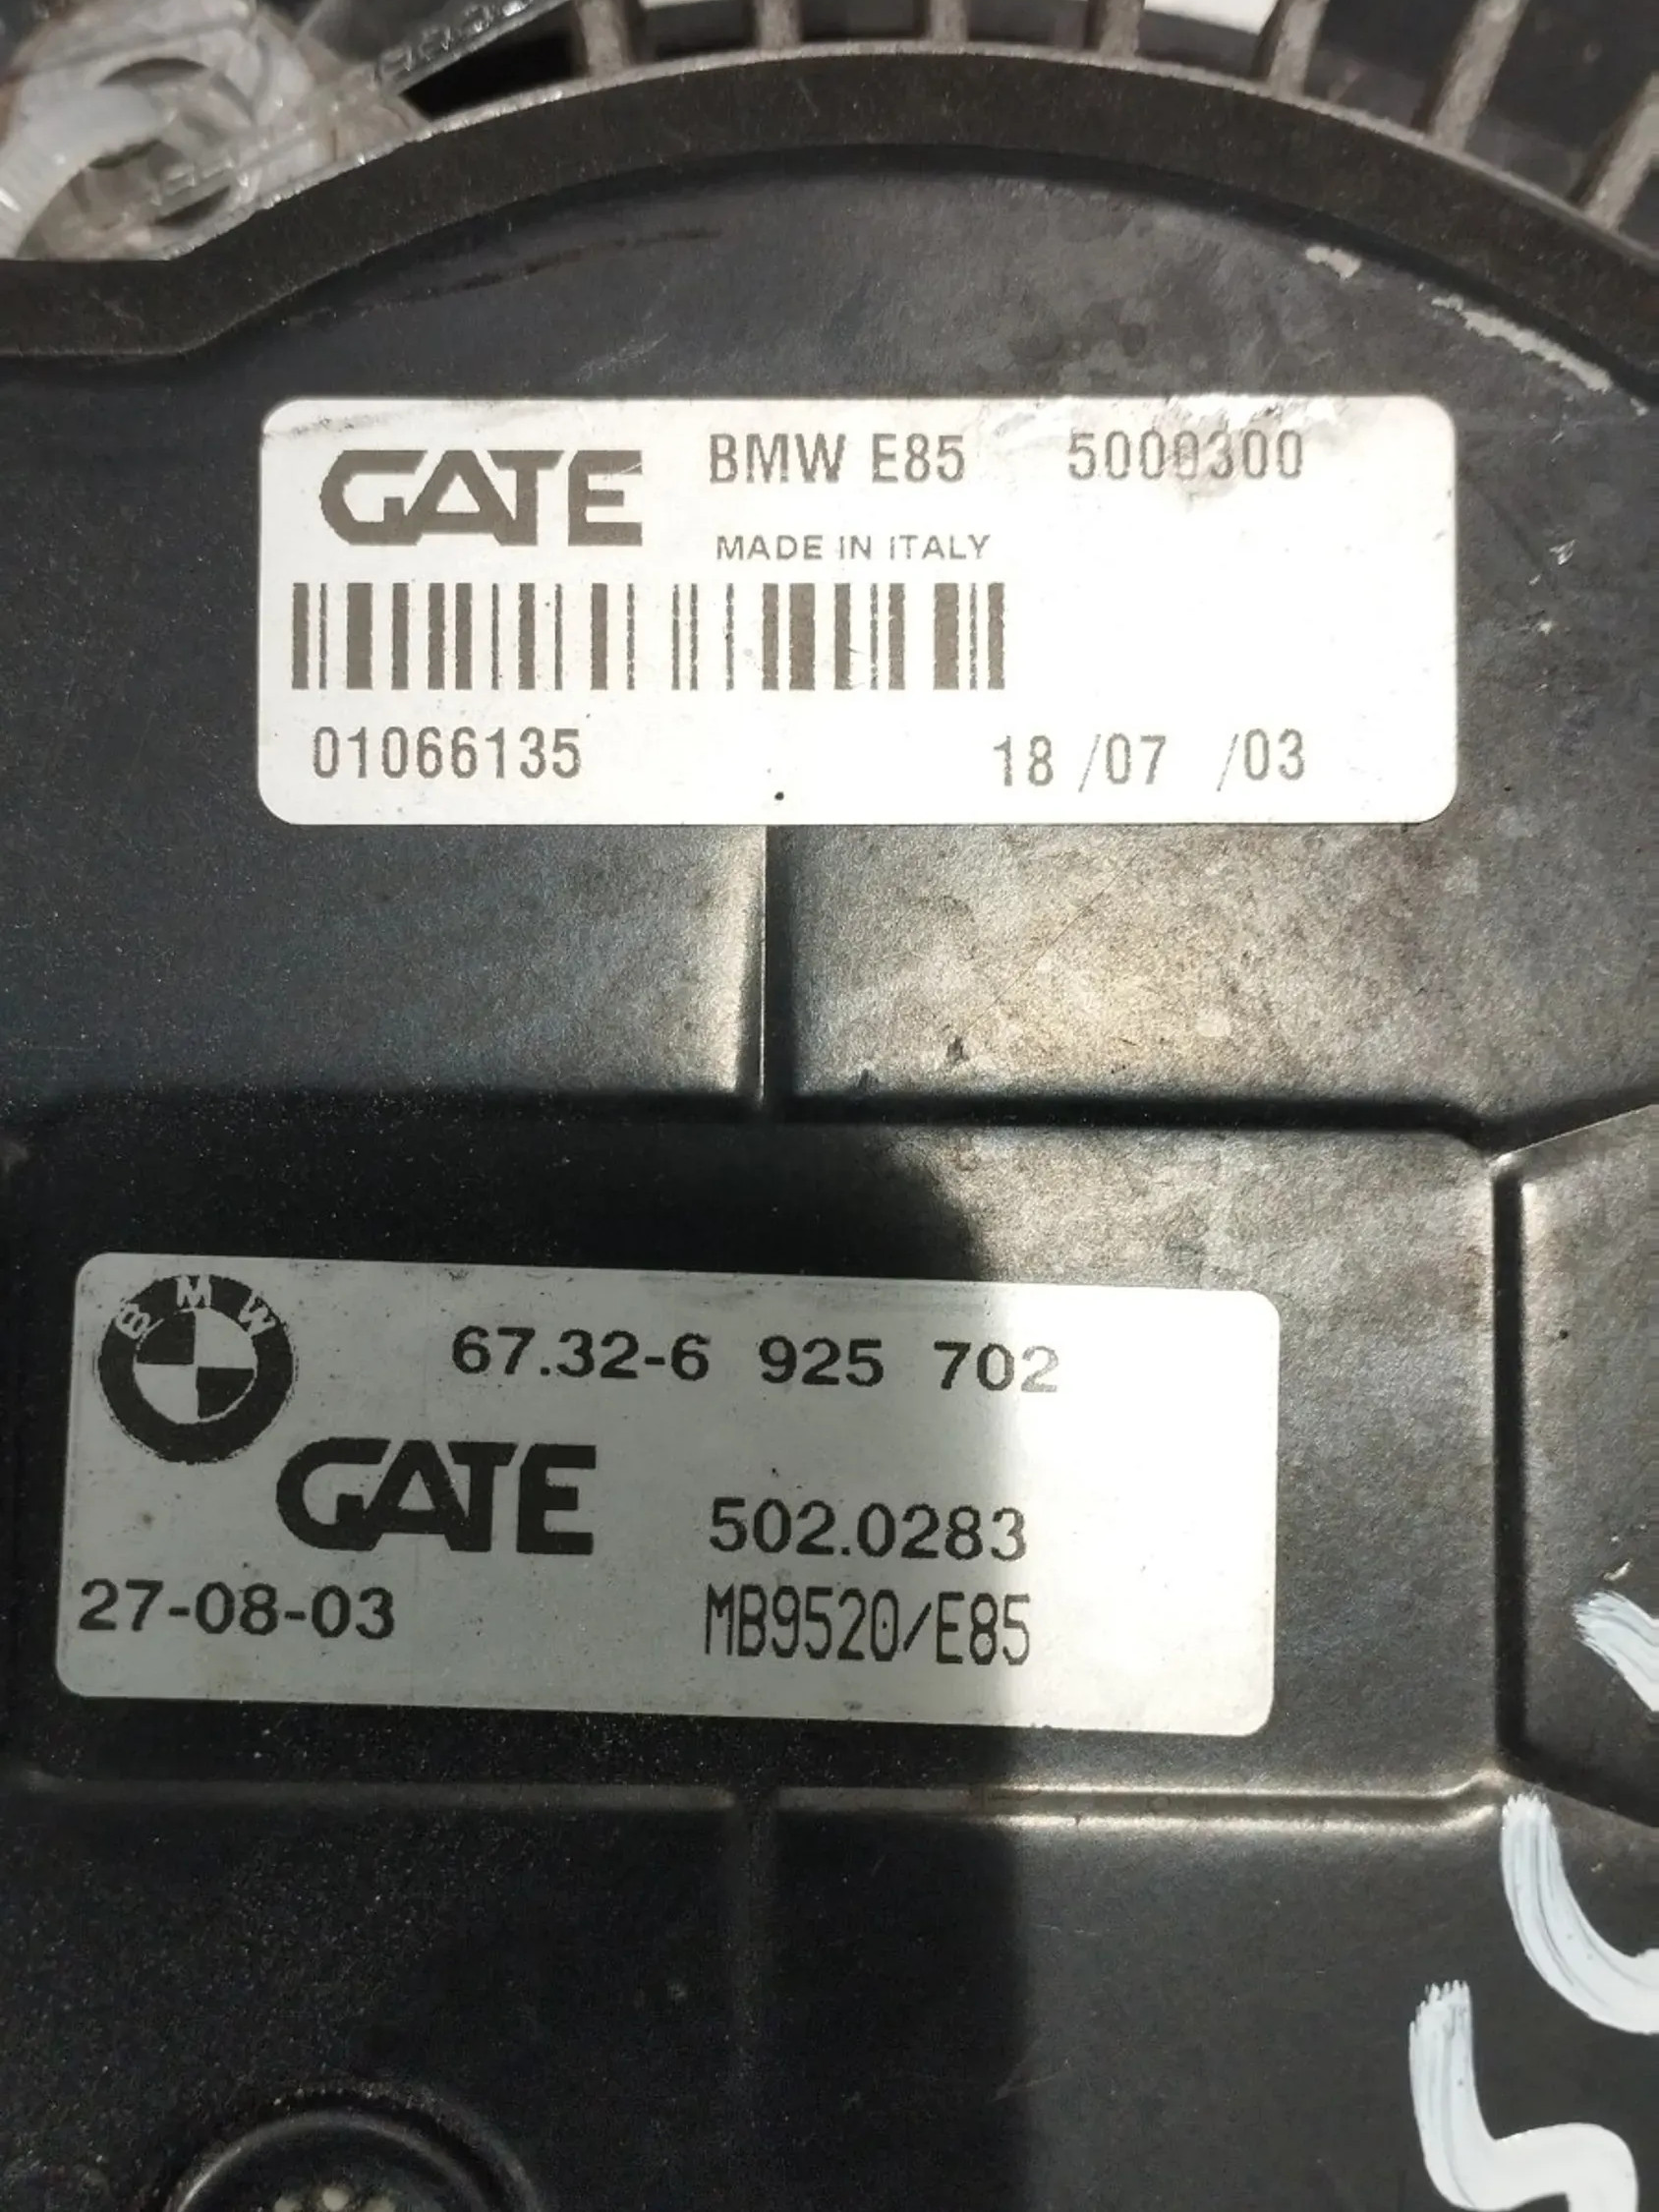 GATE BMW E85 5000300
MADE IN ITALY
01066135 18 /07 /03
BMW
67.32-6 925 702
GATE 502.0283
27-08-03 MB9520/E85